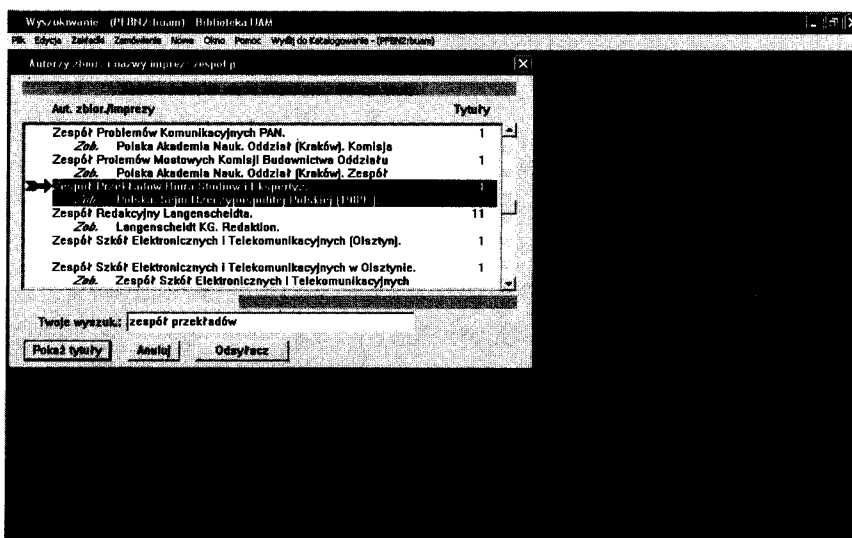 Wyszukiwanie - (PFBN2:buam) - Biblioteka UAM
Plik Edycja Zakładki Zamówienie Nowe Okno Pomoc Wyślij do Katalogowania - (PFBN2:buam)
Autorzy zbior. i nazwy imprez: zespół p
Aut. zbior./Imprezy Tytuły
Zespół Problemów Komunikacyjnych PAN. 1
Zob. Polska Akademia Nauk. Oddział (Kraków). Komisja
Zespół Prolemów Mostowych Komisji Budownictwa Oddziału 1
Zob. Polska Akademia Nauk. Oddział (Kraków). Zespół
Zespół Przekładów Biura Studiów i Ekspertyz. 1
Zob. Polska. Sejm Rzeczypospolitej Polskiej (1989- ).
Zespół Redakcyjny Langenscheidta. 11
Zob. Langenscheidt KG. Redaktion.
Zespół Szkół Elektronicznych i Telekomunikacyjnych (Olsztyn). 1
Zespół Szkół Elektronicznych i Telekomunikacyjnych w Olsztynie. 1
Zob. Zespół Szkół Elektronicznych i Telekomunikacyjnych
Twoje wyszuk.: zespół przekładów
Pokaż tytuły Anuluj Odsyłacz